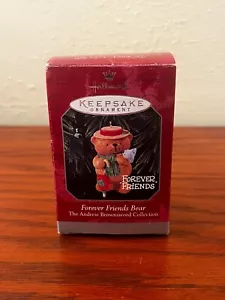 Hallmark
KEEPSAKE
ORNAMENT
FOREVER
FRIENDS
Forever Friends Bear
The Andrew Brownsword Collection